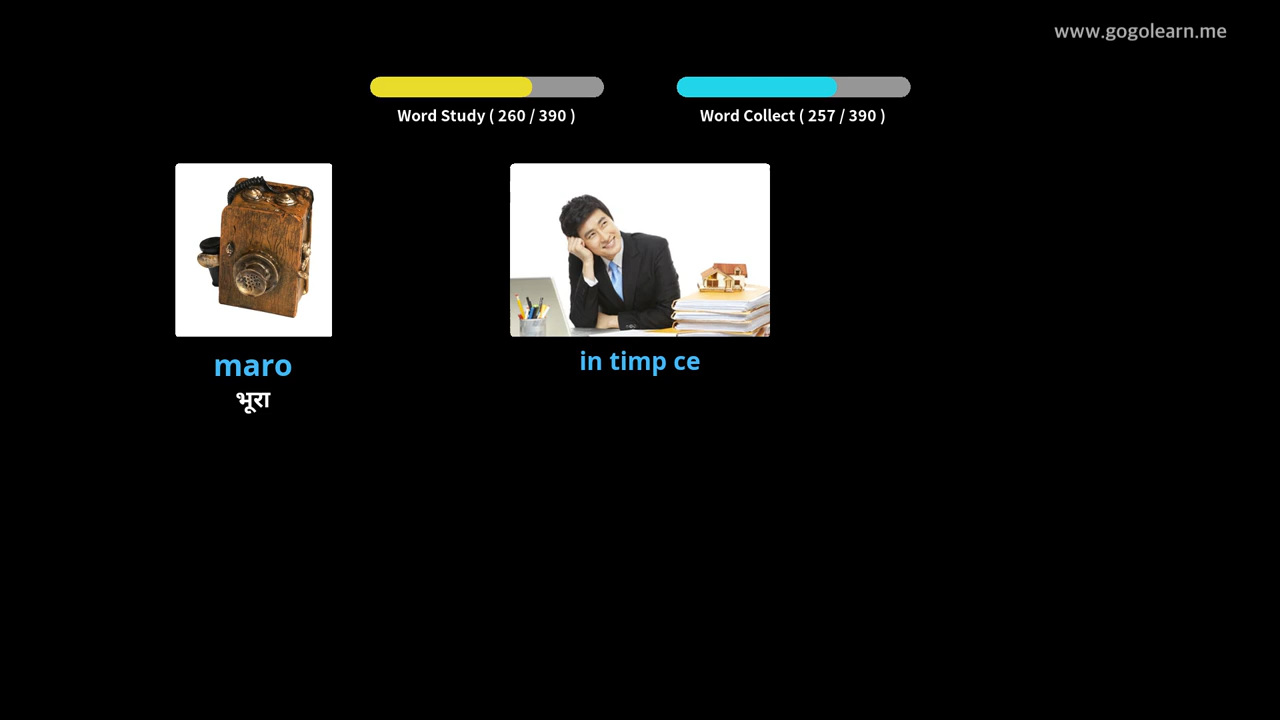 www.gogolearn.me
Word Study ( 260 / 390 )
Word Collect ( 257 / 390 )
maro
भूरा
in timp ce